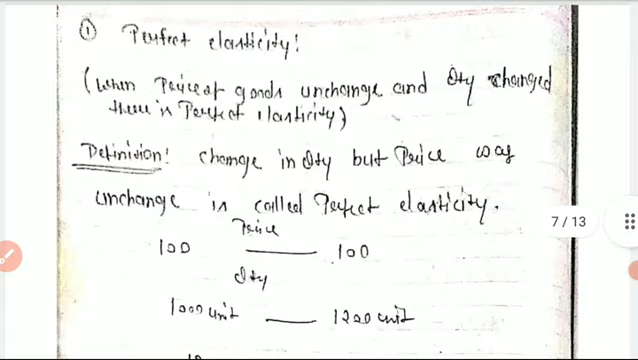 ① Perfect elasticity!
(when Price of goods unchange and Qty changed
there is Perfect elasticity)
Definition! change in Qty but Price was
unchange is called Perfect elasticity.
Price
100 — 100
Qty
1000 unit — 1200 unit
7/13